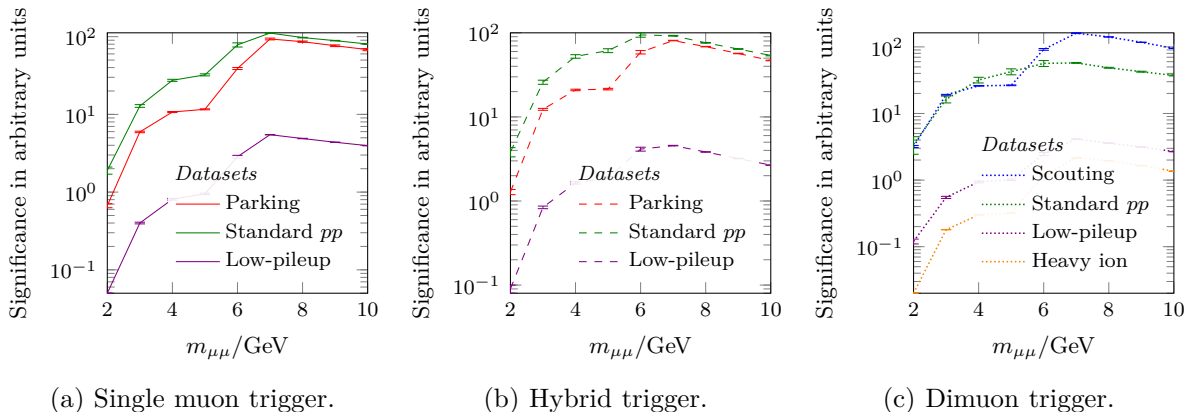 Significance in arbitrary units
10²
10¹
10⁰
10⁻¹
2 4 6 8 10
m_μμ/GeV
Datasets
Parking
Standard pp
Low-pileup
(a) Single muon trigger.
Significance in arbitrary units
10²
10¹
10⁰
10⁻¹
2 4 6 8 10
m_μμ/GeV
Datasets
Parking
Standard pp
Low-pileup
(b) Hybrid trigger.
Significance in arbitrary units
10²
10¹
10⁰
10⁻¹
2 4 6 8 10
m_μμ/GeV
Datasets
Scouting
Standard pp
Low-pileup
Heavy ion
(c) Dimuon trigger.